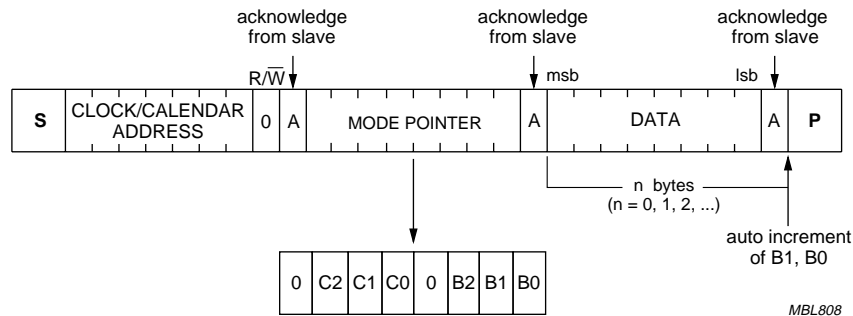 acknowledge from slave
acknowledge from slave
acknowledge from slave
R/W̅
msb
lsb
S
CLOCK/CALENDAR ADDRESS
0
A
MODE POINTER
A
DATA
A
P
n bytes
(n = 0, 1, 2, ...)
auto increment of B1, B0
0 C2 C1 C0 0 B2 B1 B0
MBL808